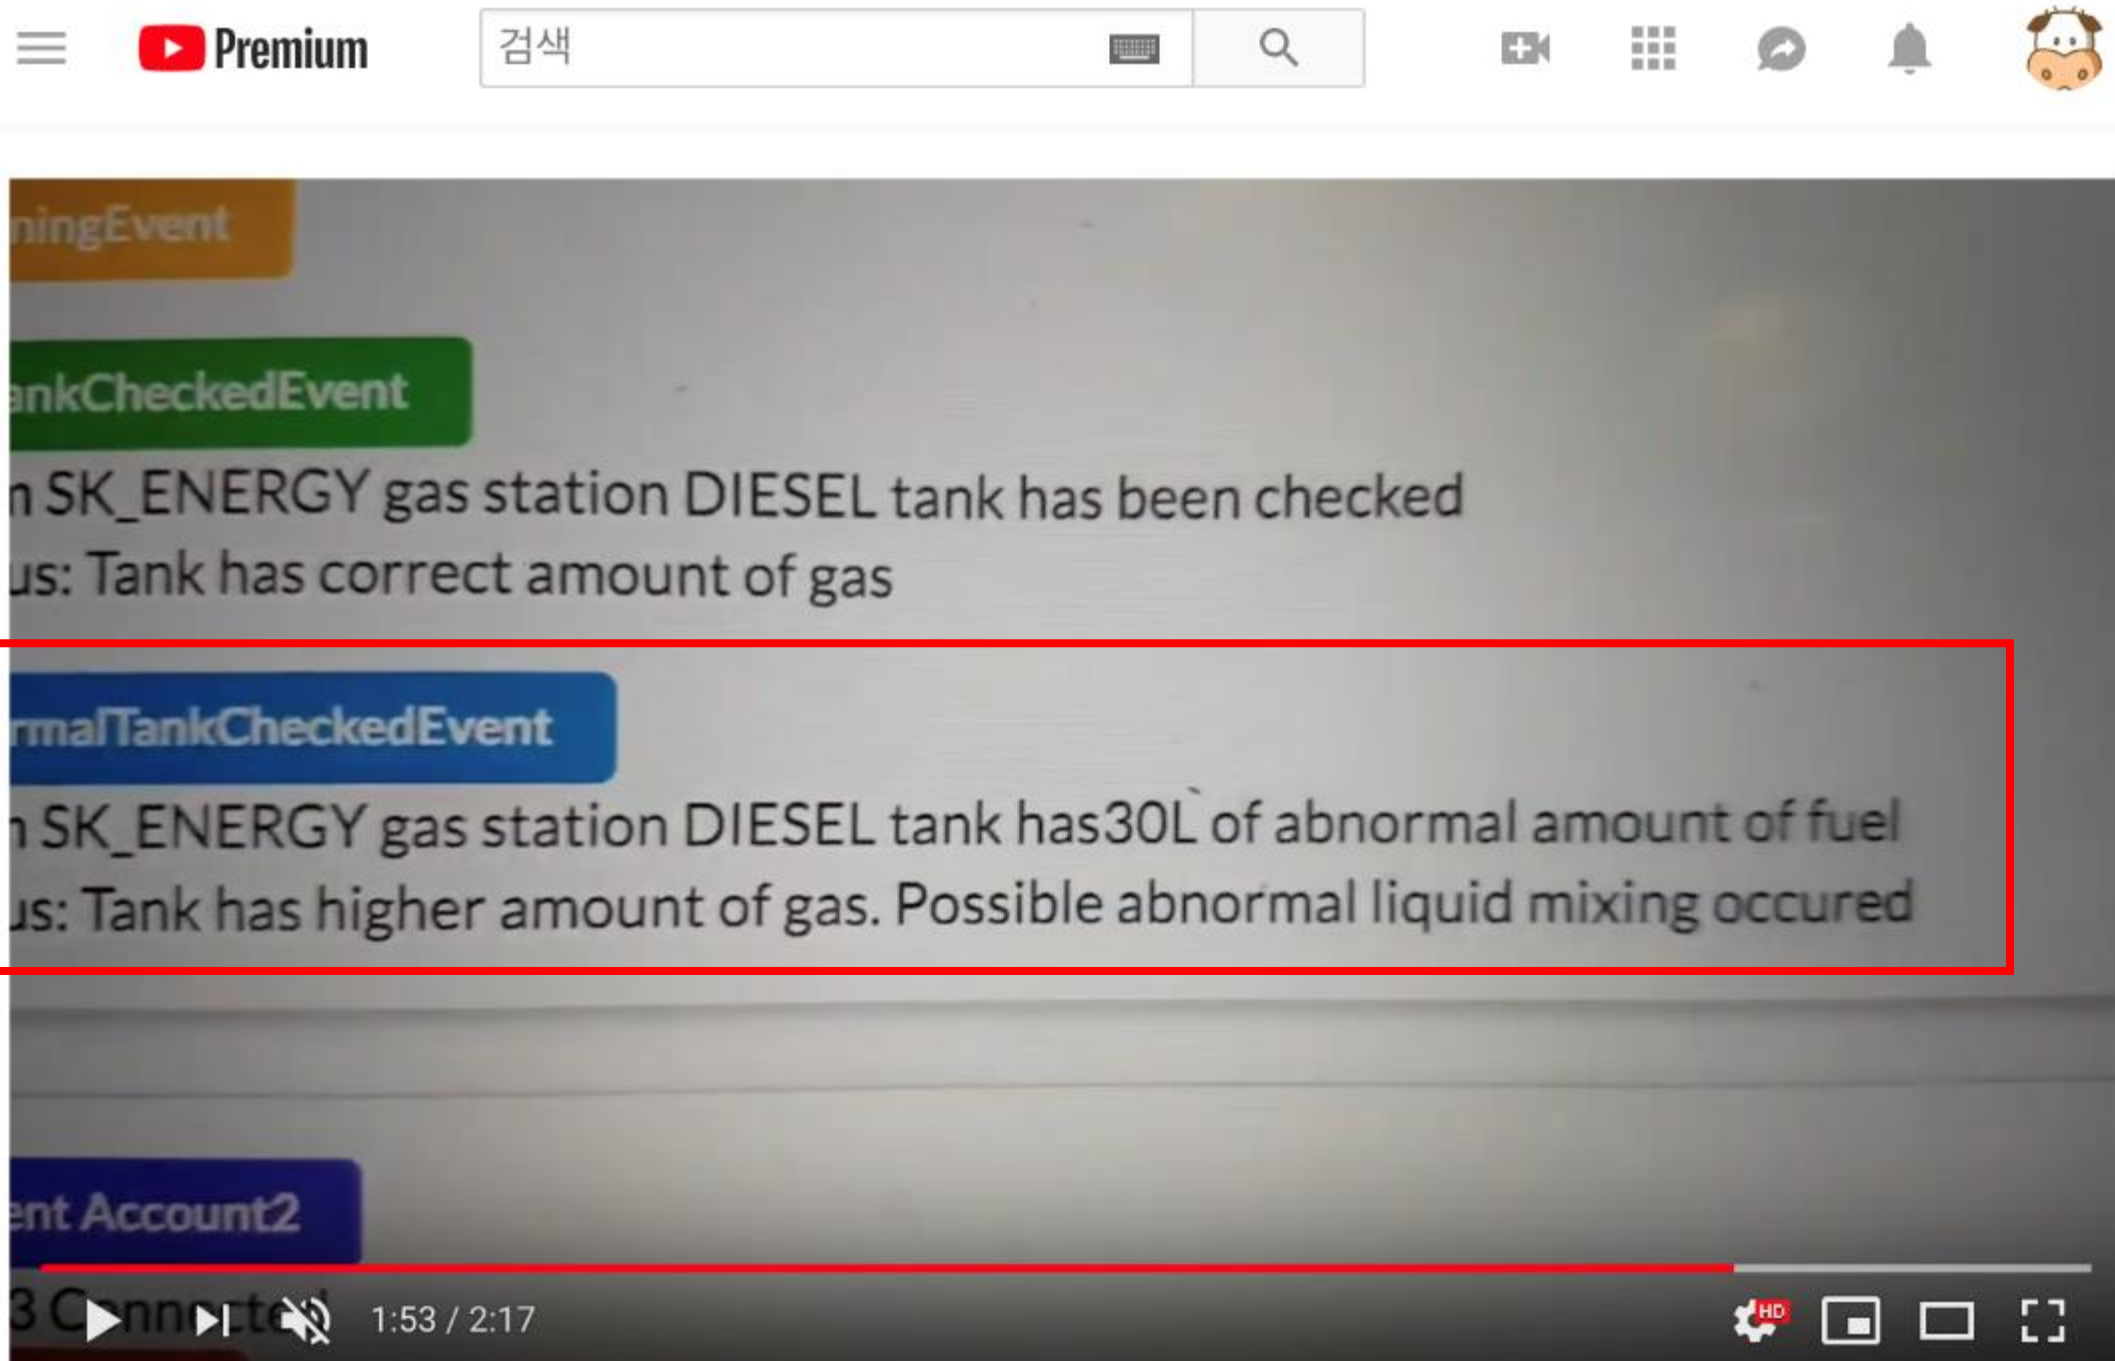 Premium
검색
ningEvent
ankCheckedEvent
n SK_ENERGY gas station DIESEL tank has been checked
us: Tank has correct amount of gas
rmalTankCheckedEvent
n SK_ENERGY gas station DIESEL tank has30L of abnormal amount of fuel
us: Tank has higher amount of gas. Possible abnormal liquid mixing occured
ent Account2
3 Connected
1:53 / 2:17
HD